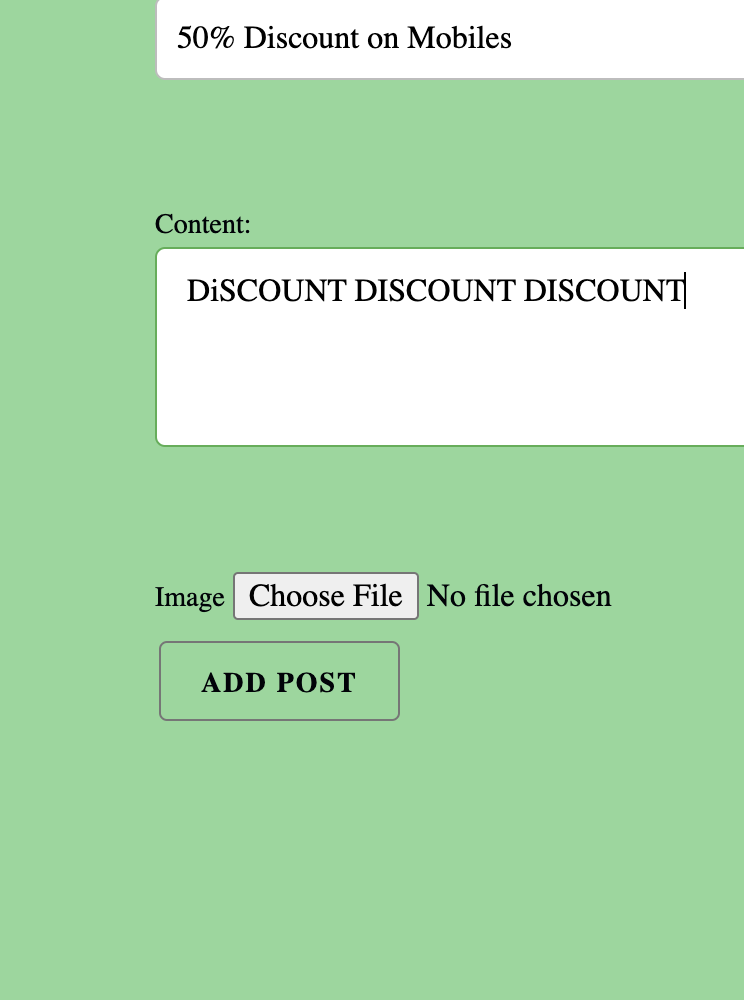 50% Discount on Mobiles
Content:
DiSCOUNT DISCOUNT DISCOUNT
Image Choose File No file chosen
ADD POST